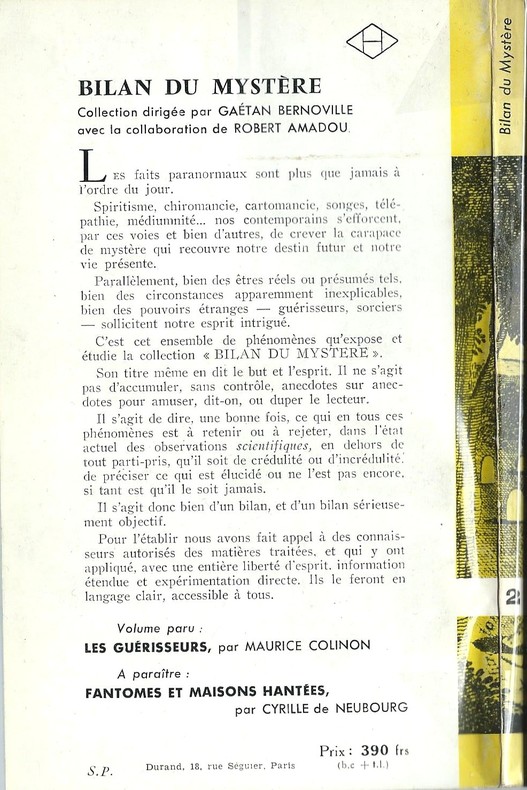 BILAN DU MYSTÈRE
Collection dirigée par GAÉTAN BERNOVILLE
avec la collaboration de ROBERT AMADOU.
LES faits paranormaux sont plus que jamais à
l'ordre du jour.
Spiritisme, chiromancie, cartomancie, songes, télé-
pathie, médiumnité... nos contemporains s'efforcent,
par ces voies et bien d'autres, de crever la carapace
de mystère qui recouvre notre destin futur et notre
vie présente.
Parallèlement, bien des êtres réels ou présumés tels,
bien des circonstances apparemment inexplicables,
bien des pouvoirs étranges — guérisseurs, sorciers
— sollicitent notre esprit intrigué.
C'est cet ensemble de phénomènes qu'expose et
étudie la collection « BILAN DU MYSTERE ».
Son titre même en dit le but et l'esprit. Il ne s'agit
pas d'accumuler, sans contrôle, anecdotes sur anec-
dotes pour amuser, dit-on, ou duper le lecteur.
Il s'agit de dire, une bonne fois, ce qui en tous ces
phénomènes est à retenir ou à rejeter, dans l'état
actuel des observations scientifiques, en dehors de
tout parti-pris, qu'il soit de crédulité ou d'incrédulité,
de préciser ce qui est élucidé ou ne l'est pas encore,
si tant est qu'il le soit jamais.
Il s'agit donc bien d'un bilan, et d'un bilan sérieuse-
ment objectif.
Pour l'établir nous avons fait appel à des connais-
seurs autorisés des matières traitées, et qui y ont
appliqué, avec une entière liberté d'esprit, information
étendue et expérimentation directe. Ils le feront en
langage clair, accessible à tous.
Volume paru :
LES GUÉRISSEURS, par MAURICE COLINON
A paraître :
FANTOMES ET MAISONS HANTÉES,
par CYRILLE de NEUBOURG
Prix : 390 frs
(b.c + t.l.)
S.P.
Durand, 18, rue Séguier, Paris
Bilan du Mystère
2